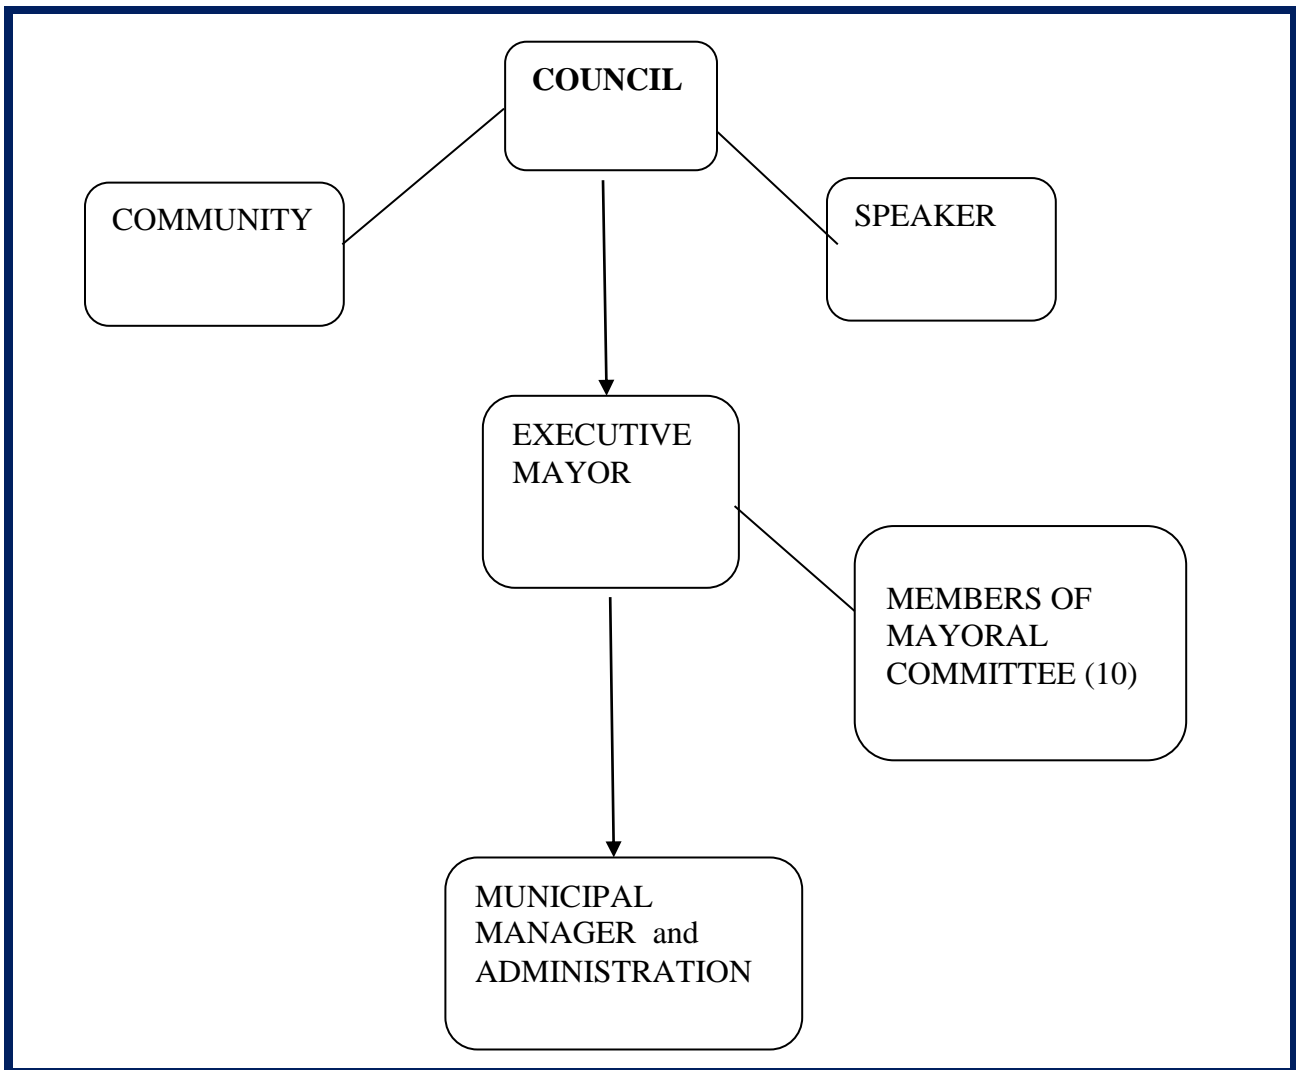 COUNCIL
COMMUNITY
SPEAKER
EXECUTIVE
MAYOR
MEMBERS OF
MAYORAL
COMMITTEE (10)
MUNICIPAL
MANAGER  and
ADMINISTRATION